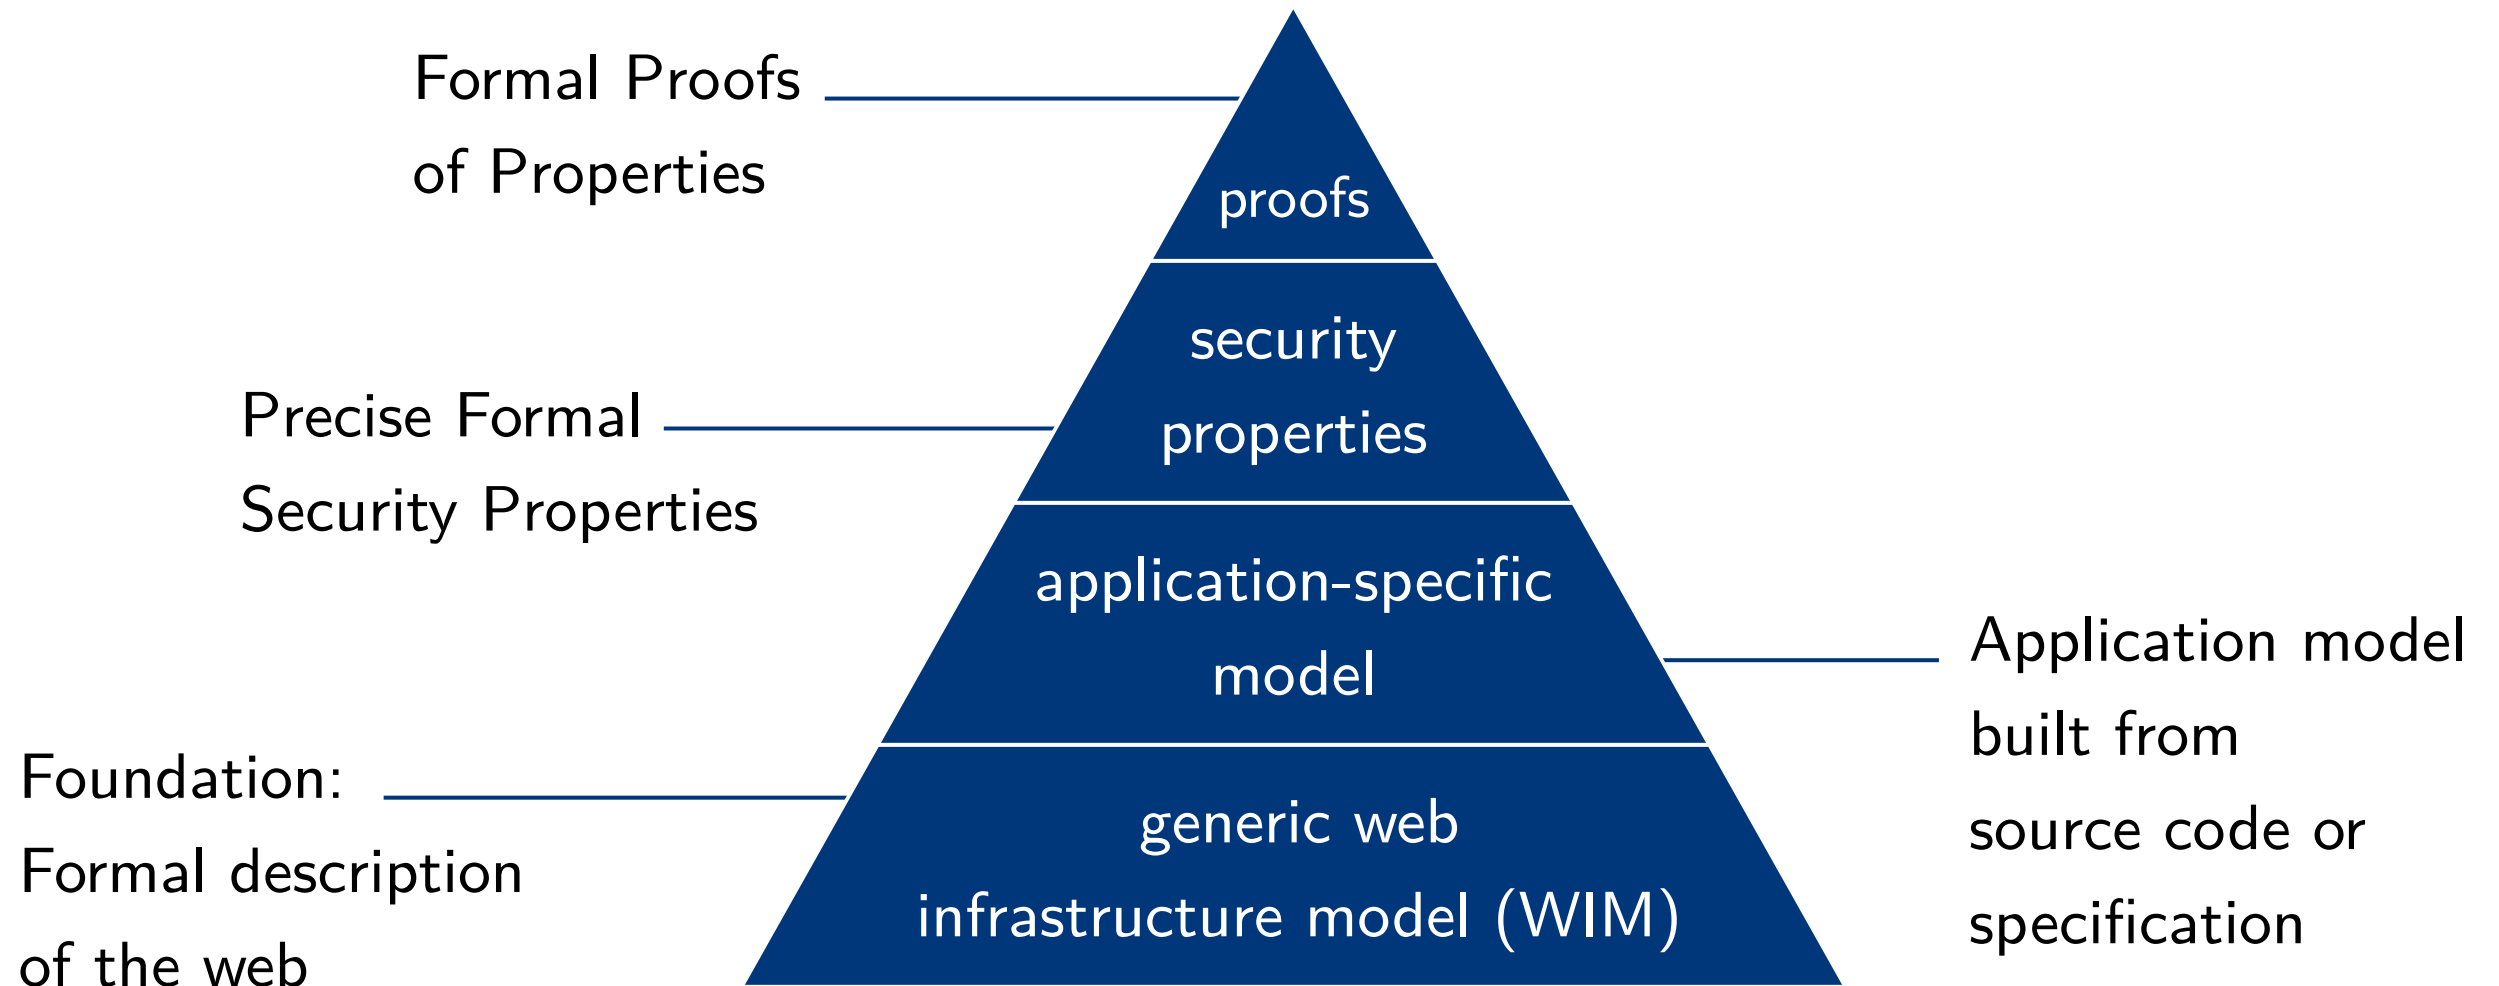 Formal Proofs
of Properties
proofs
security
properties
Precise Formal
Security Properties
application-specific
model
Application model
built from
source code or
specification
Foundation:
Formal description
of the web
generic web
infrastructure model (WIM)